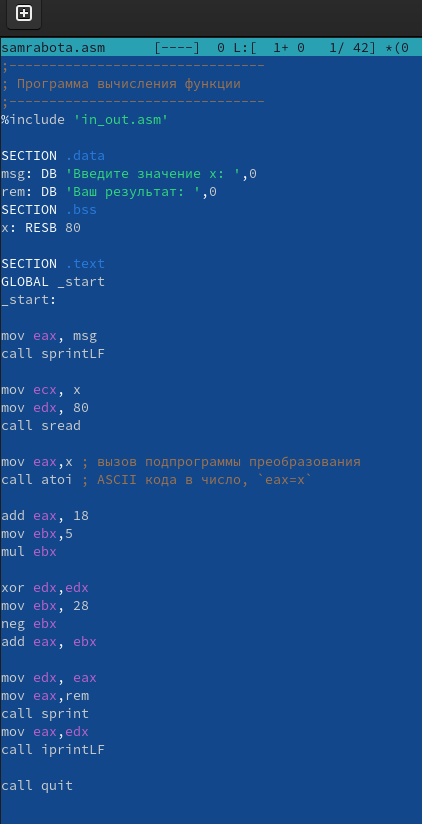 samrabota.asm [----] 0 L:[ 1+ 0 1/ 42] *(0
;--------------------------------
; Программа вычисления функции
;--------------------------------
%include 'in_out.asm'
SECTION .data
msg: DB 'Введите значение x: ',0
rem: DB 'Ваш результат: ',0
SECTION .bss
x: RESB 80
SECTION .text
GLOBAL _start
_start:
mov eax, msg
call sprintLF
mov ecx, x
mov edx, 80
call sread
mov eax,x ; вызов подпрограммы преобразования
call atoi ; ASCII кода в число, `eax=x`
add eax, 18
mov ebx,5
mul ebx
xor edx,edx
mov ebx, 28
neg ebx
add eax, ebx
mov edx, eax
mov eax,rem
call sprint
mov eax,edx
call iprintLF
call quit